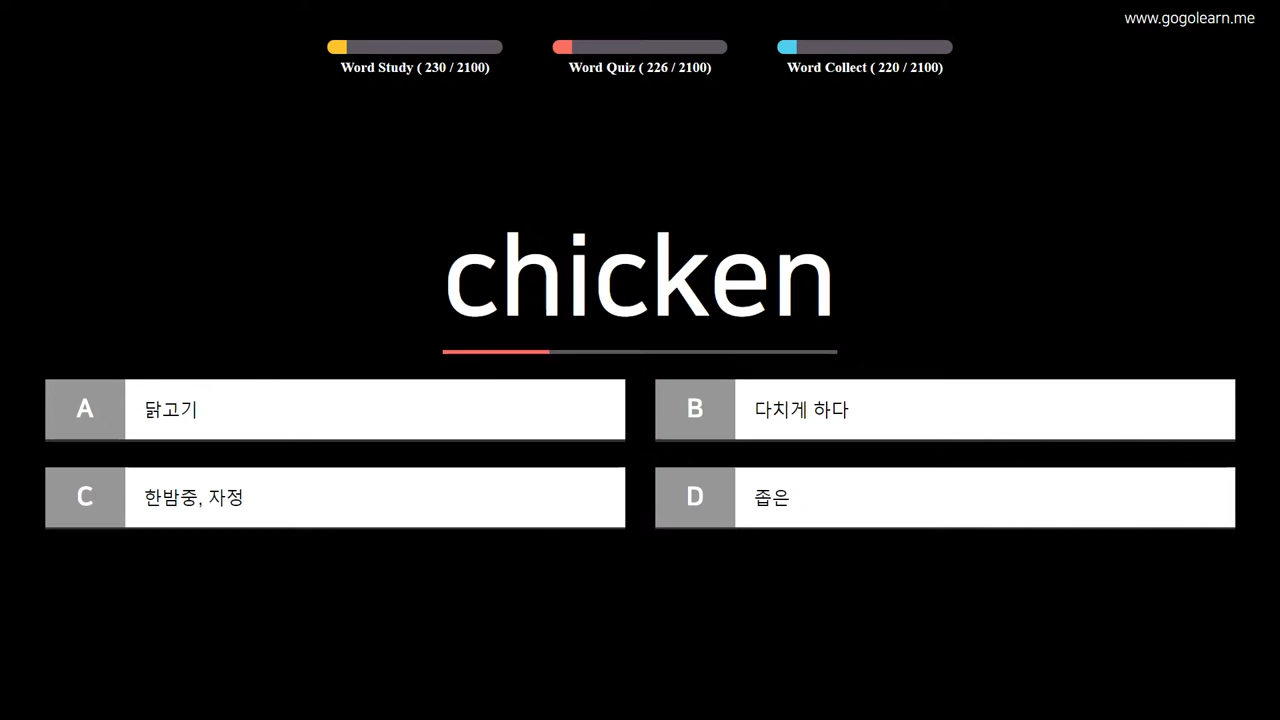 www.gogolearn.me
Word Study ( 230 / 2100)
Word Quiz ( 226 / 2100)
Word Collect ( 220 / 2100)
chicken
A 닭고기
B 다치게 하다
C 한밤중, 자정
D 좁은